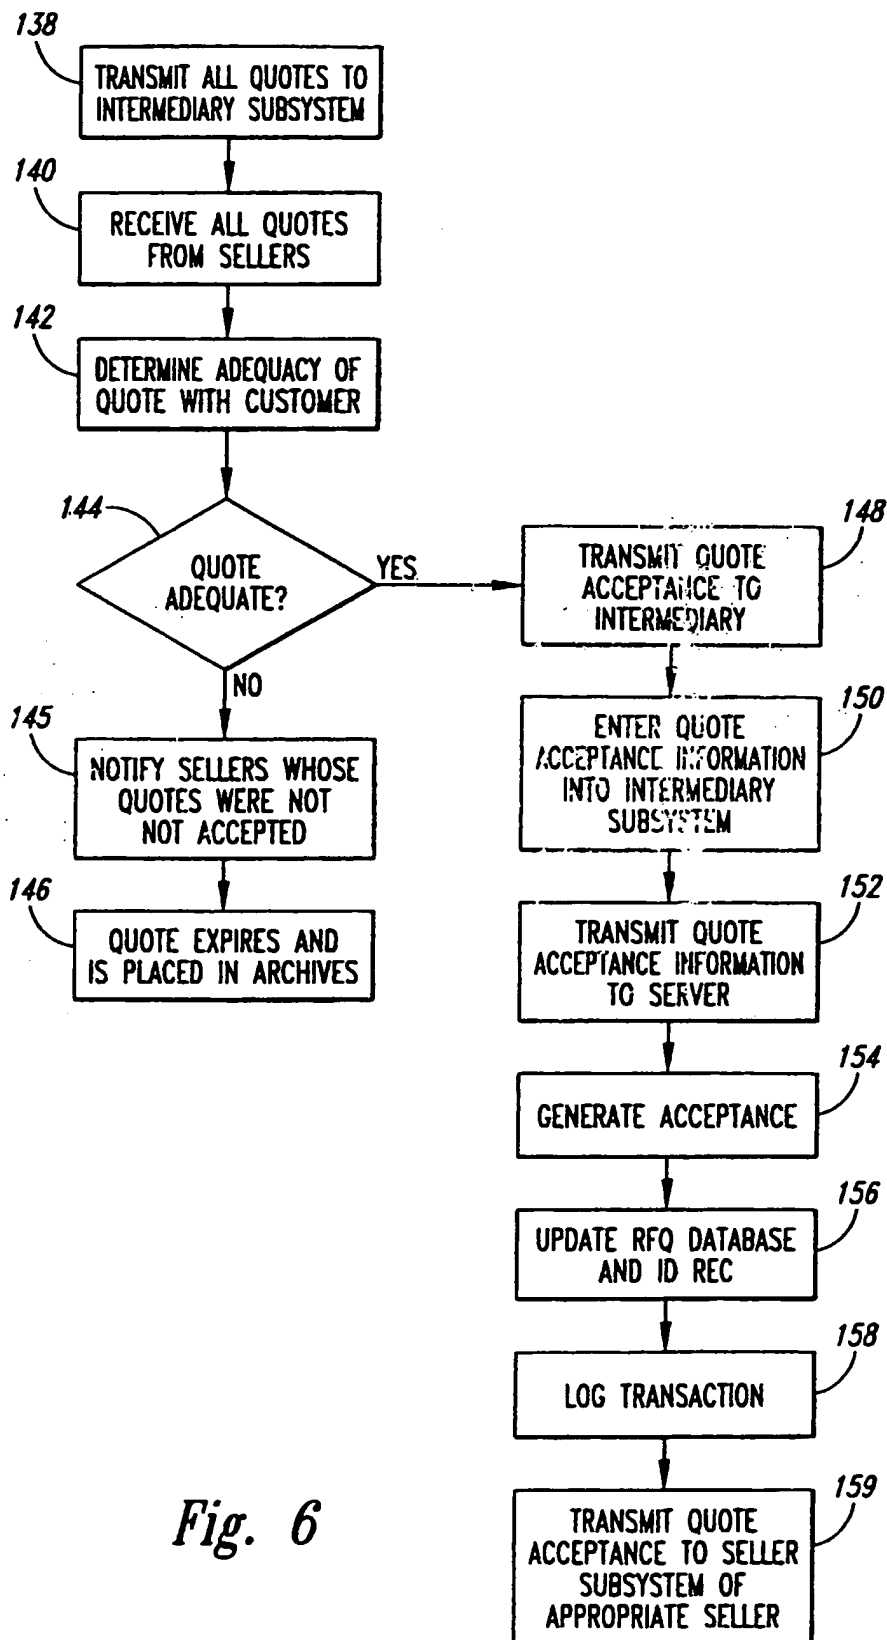 138
TRANSMIT ALL QUOTES TO
INTERMEDIARY SUBSYSTEM
140
RECEIVE ALL QUOTES
FROM SELLERS
142
DETERMINE ADEQUACY OF
QUOTE WITH CUSTOMER
144
QUOTE
ADEQUATE?
YES
NO
145
NOTIFY SELLERS WHOSE
QUOTES WERE NOT
NOT ACCEPTED
146
QUOTE EXPIRES AND
IS PLACED IN ARCHIVES
148
TRANSMIT QUOTE
ACCEPTANCE TO
INTERMEDIARY
150
ENTER QUOTE
ACCEPTANCE INFORMATION
INTO INTERMEDIARY
SUBSYSTEM
152
TRANSMIT QUOTE
ACCEPTANCE INFORMATION
TO SERVER
154
GENERATE ACCEPTANCE
156
UPDATE RFQ DATABASE
AND ID REC
158
LOG TRANSACTION
159
TRANSMIT QUOTE
ACCEPTANCE TO SELLER
SUBSYSTEM OF
APPROPRIATE SELLER
Fig. 6